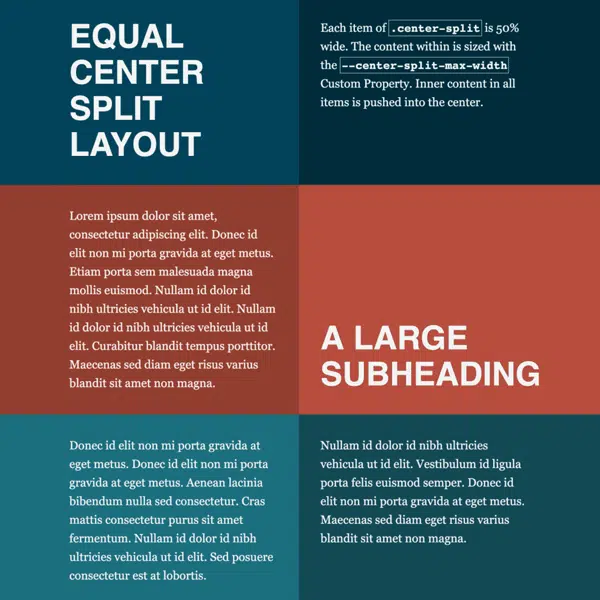 EQUAL
CENTER
SPLIT
LAYOUT
Each item of .center-split is 50%
wide. The content within is sized with
the --center-split-max-width
Custom Property. Inner content in all
items is pushed into the center.
Lorem ipsum dolor sit amet,
consectetur adipiscing elit. Donec id
elit non mi porta gravida at eget metus.
Etiam porta sem malesuada magna
mollis euismod. Nullam id dolor id
nibh ultricies vehicula ut id elit. Nullam
id dolor id nibh ultricies vehicula ut id
elit. Curabitur blandit tempus porttitor.
Maecenas sed diam eget risus varius
blandit sit amet non magna.
A LARGE
SUBHEADING
Donec id elit non mi porta gravida at
eget metus. Donec id elit non mi porta
gravida at eget metus. Aenean lacinia
bibendum nulla sed consectetur. Cras
mattis consectetur purus sit amet
fermentum. Nullam id dolor id nibh
ultricies vehicula ut id elit. Sed posuere
consectetur est at lobortis.
Nullam id dolor id nibh ultricies
vehicula ut id elit. Vestibulum id ligula
porta felis euismod semper. Donec id
elit non mi porta gravida at eget metus.
Maecenas sed diam eget risus varius
blandit sit amet non magna.